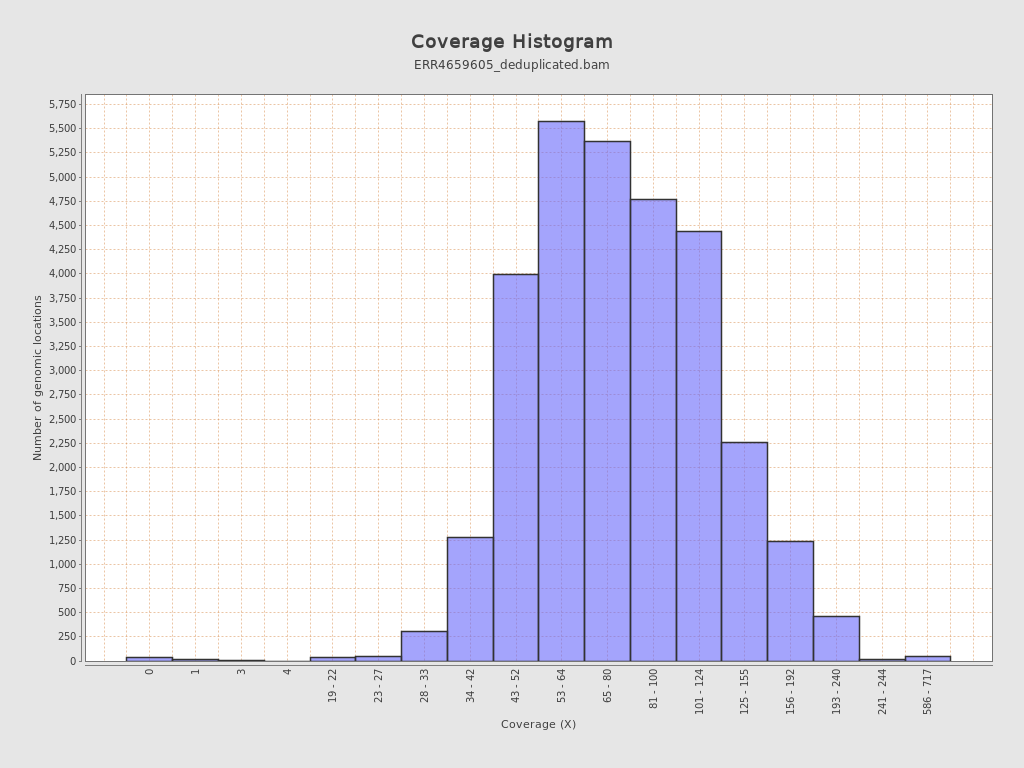 Coverage Histogram
ERR4659605_deduplicated.bam
Number of genomic locations
5,750
5,500
5,250
5,000
4,750
4,500
4,250
4,000
3,750
3,500
3,250
3,000
2,750
2,500
2,250
2,000
1,750
1,500
1,250
1,000
750
500
250
0
0
1
3
4
19 - 22
23 - 27
28 - 33
34 - 42
43 - 52
53 - 64
65 - 80
81 - 100
101 - 124
125 - 155
156 - 192
193 - 240
241 - 244
586 - 717
Coverage (X)